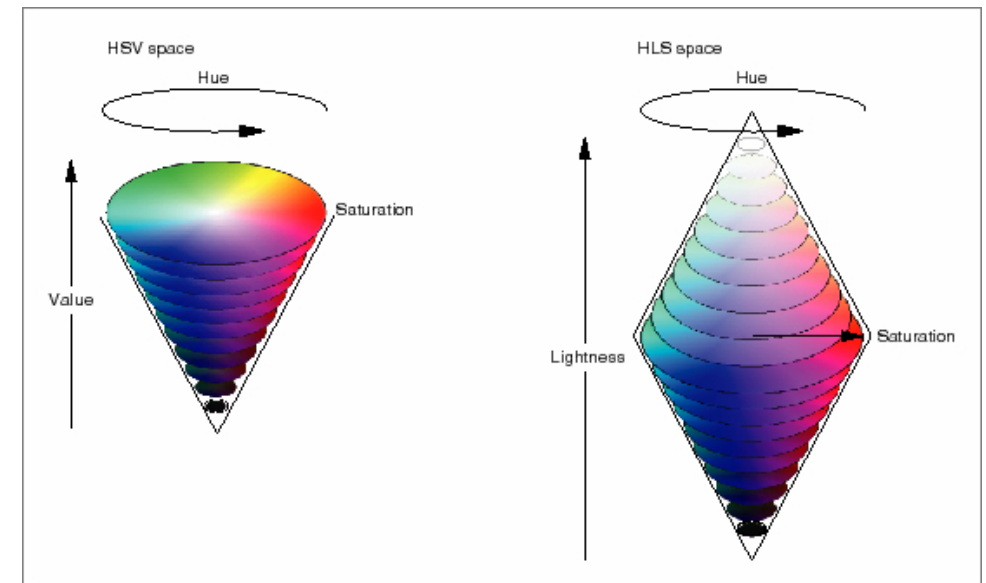 HSV space
Hue
Saturation
Value
HLS space
Hue
Saturation
Lightness